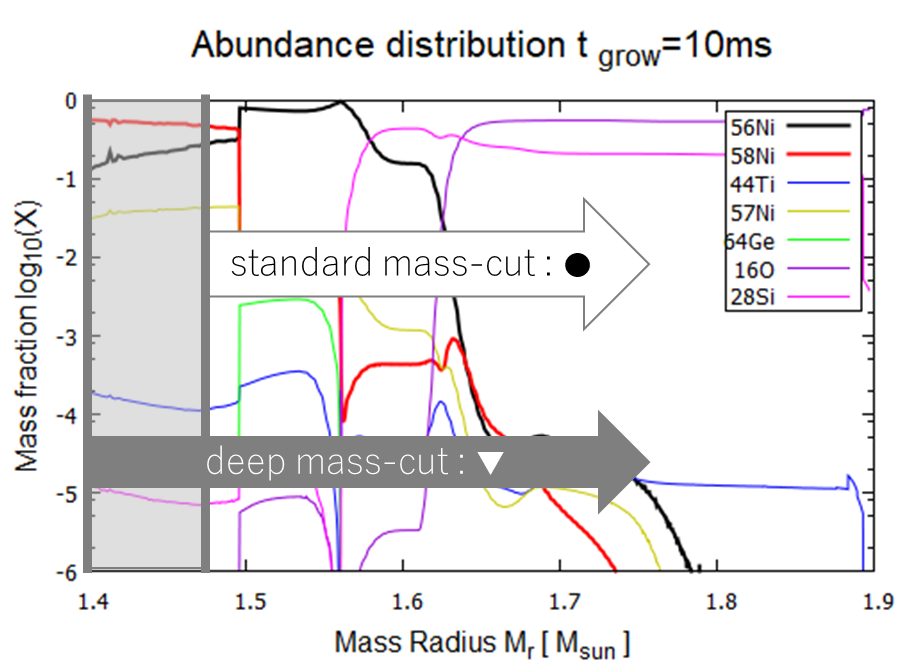 Abundance distribution t grow=10ms
Mass fraction log10(X)
0
-1
-2
-3
-4
-5
-6
56Ni
58Ni
44Ti
57Ni
64Ge
16O
28Si
standard mass-cut : ●
deep mass-cut : ▼
1.4 1.5 1.6 1.7 1.8 1.9
Mass Radius Mr [ Msun ]